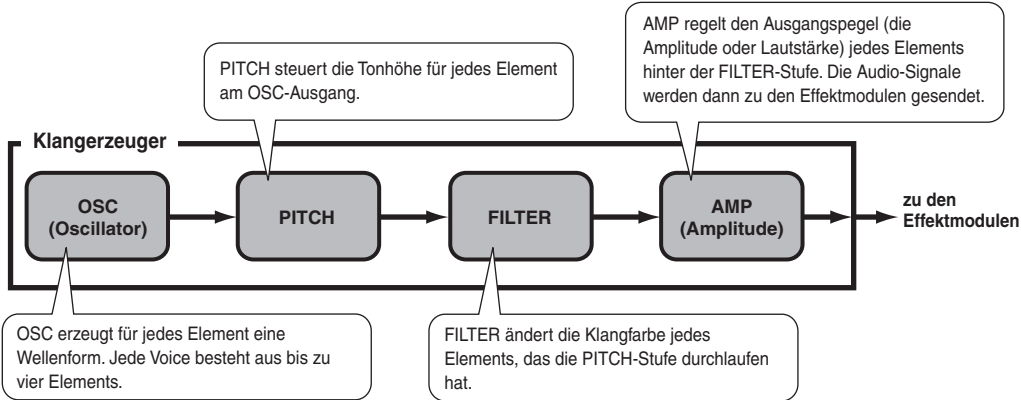 AMP regelt den Ausgangspegel (die
Amplitude oder Lautstärke) jedes Elements
hinter der FILTER-Stufe. Die Audio-Signale
werden dann zu den Effektmodulen gesendet.
PITCH steuert die Tonhöhe für jedes Element
am OSC-Ausgang.
Klangerzeuger
OSC
(Oscillator)
PITCH
FILTER
AMP
(Amplitude)
zu den
Effektmodulen
OSC erzeugt für jedes Element eine
Wellenform. Jede Voice besteht aus bis zu
vier Elements.
FILTER ändert die Klangfarbe jedes
Elements, das die PITCH-Stufe durchlaufen
hat.